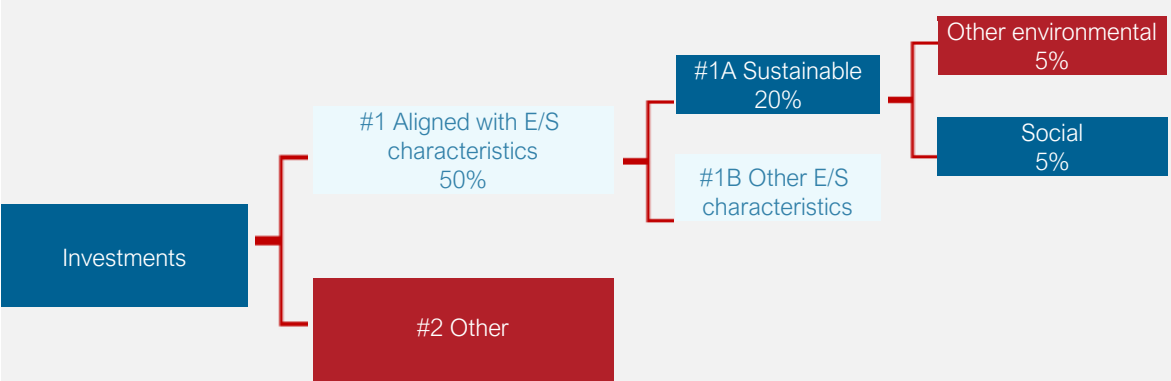 Other environmental
5%
#1A Sustainable
20%
#1 Aligned with E/S
characteristics
50%
Social
5%
#1B Other E/S
characteristics
Investments
#2 Other